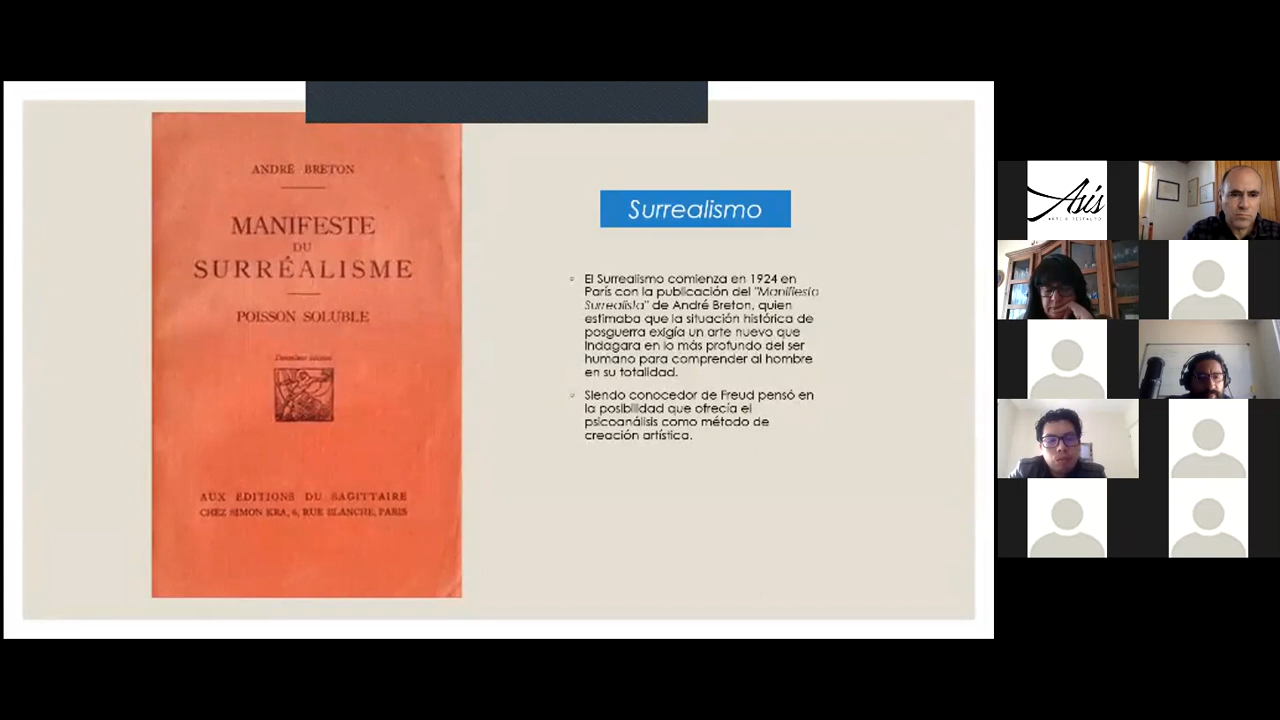 ANDRÉ BRETON
MANIFESTE
DU
SURRÉALISME
POISSON SOLUBLE
AUX EDITIONS DU SAGITTAIRE
CHEZ SIMON KRA, 6, RUE BLANCHE, PARIS
Surrealismo
El Surrealismo comienza en 1924 en
París con la publicación del "Manifiesto
Surrealista" de André Breton, quien
estimaba que la situación histórica de
posguerra exigía un arte nuevo que
indagara en lo más profundo del ser
humano para comprender al hombre
en su totalidad.
Siendo conocedor de Freud pensó en
la posibilidad que ofrecía el
psicoanálisis como método de
creación artística.
Asís